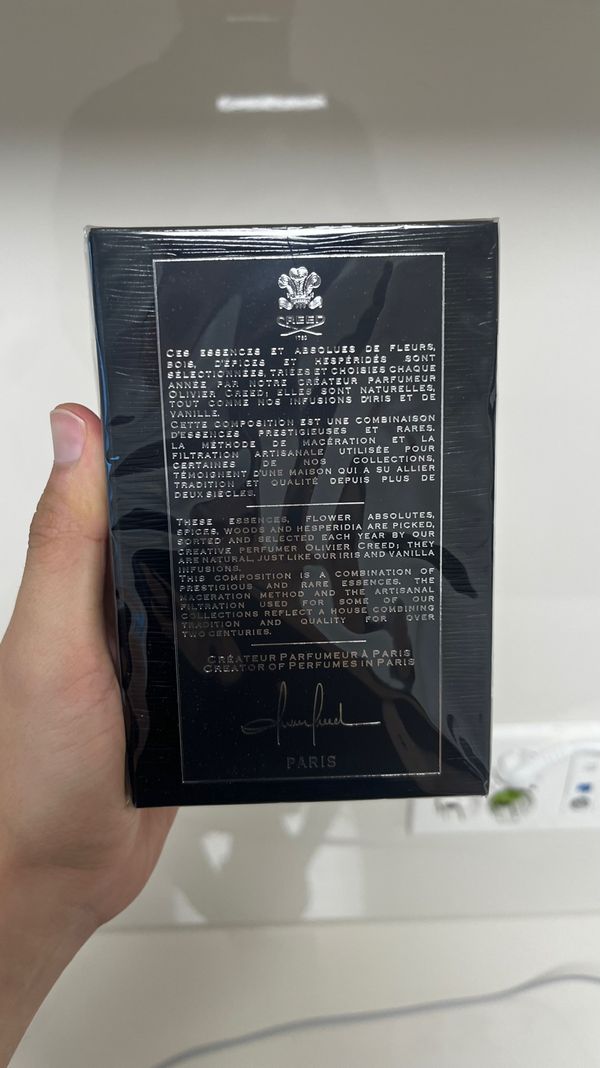 CREED
1760
CES ESSENCES ET ABSOLUES DE FLEURS,
BOIS, D'ÉPICES ET HESPÉRIDÉS SONT
SÉLECTIONNÉES, TRIÉES ET CHOISIES CHAQUE
ANNÉE PAR NOTRE CRÉATEUR PARFUMEUR
OLIVIER CREED; ELLES SONT NATURELLES,
TOUT COMME NOS INFUSIONS D'IRIS ET DE
VANILLE.
CETTE COMPOSITION EST UNE COMBINAISON
D'ESSENCES PRESTIGIEUSES ET RARES.
LA MÉTHODE DE MACÉRATION ET LA
FILTRATION ARTISANALE UTILISÉE POUR
CERTAINES DE NOS COLLECTIONS,
TÉMOIGNENT D'UNE MAISON QUI A SU ALLIER
TRADITION ET QUALITÉ DEPUIS PLUS DE
DEUX SIÈCLES.
THESE ESSENCES, FLOWER ABSOLUTES,
SPICES, WOODS AND HESPERIDIA ARE PICKED,
SORTED AND SELECTED EACH YEAR BY OUR
CREATIVE PERFUMER OLIVIER CREED; THEY
ARE NATURAL, JUST LIKE OUR IRIS AND VANILLA
INFUSIONS.
THIS COMPOSITION IS A COMBINATION OF
PRESTIGIOUS AND RARE ESSENCES. THE
MACERATION METHOD AND THE ARTISANAL
FILTRATION USED FOR SOME OF OUR
COLLECTIONS REFLECT A HOUSE COMBINING
TRADITION AND QUALITY FOR OVER
TWO CENTURIES.
CRÉATEUR PARFUMEUR À PARIS
CREATOR OF PERFUMES IN PARIS
Olivier Creed
PARIS